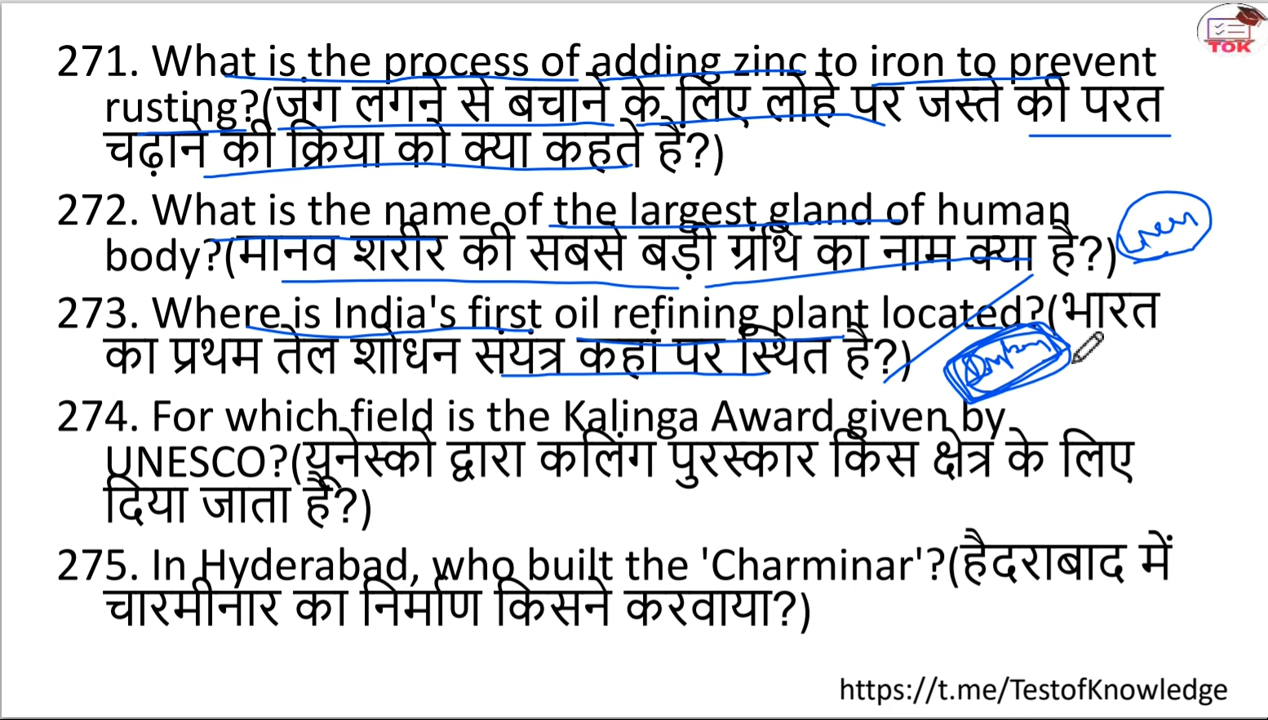 TOK
271. What is the process of adding zinc to iron to prevent
rusting?(जंग लगने से बचाने के लिए लोहे पर जस्ते की परत
चढ़ाने की क्रिया को क्या कहते हैं?)
272. What is the name of the largest gland of human
body?(मानव शरीर की सबसे बड़ी ग्रंथि का नाम क्या है?)
273. Where is India's first oil refining plant located?(भारत
का प्रथम तेल शोधन संयंत्र कहां पर स्थित है?)
274. For which field is the Kalinga Award given by
UNESCO?(यूनेस्को द्वारा कलिंग पुरस्कार किस क्षेत्र के लिए
दिया जाता है?)
275. In Hyderabad, who built the 'Charminar'?(हैदराबाद में
चारमीनार का निर्माण किसने करवाया?)
https://t.me/TestofKnowledge